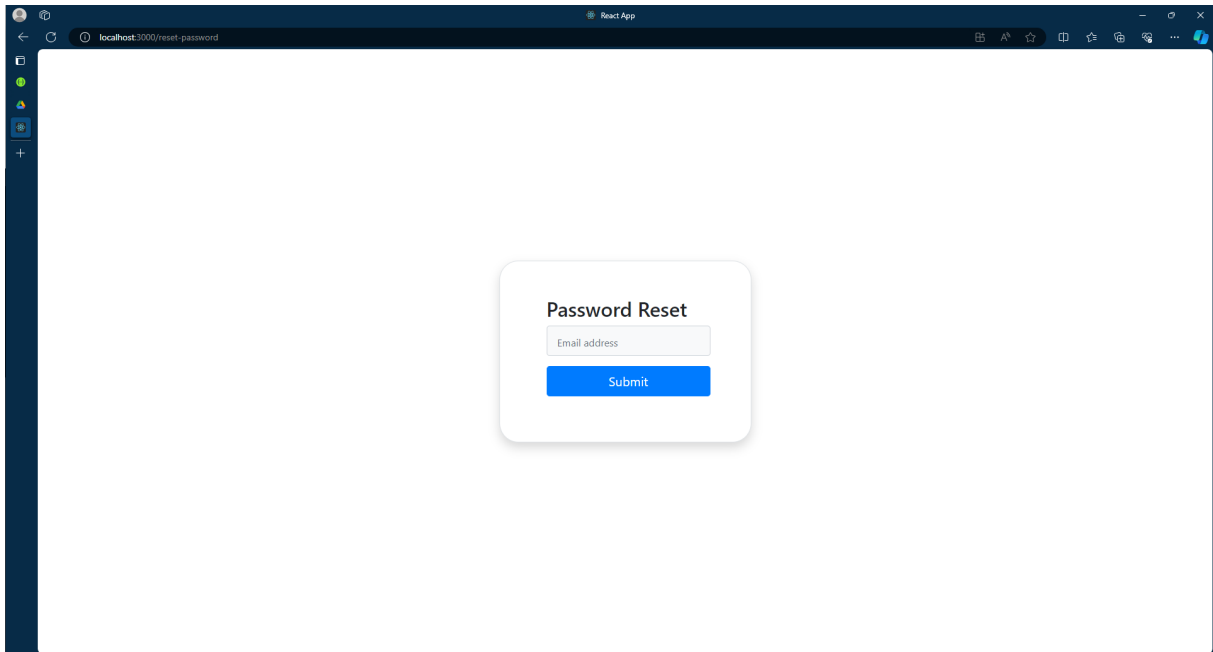 React App
localhost:3000/reset-password
Password Reset
Email address
Submit